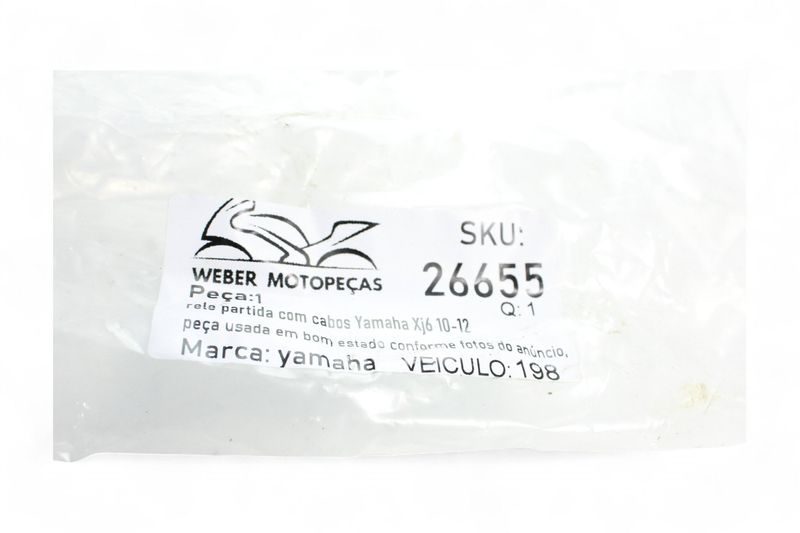 WEBER MOTOPEÇAS
SKU:
26655
Peça:1
Q: 1
rele partida com cabos Yamaha Xj6 10-12
peça usada em bom estado conforme fotos do anúncio.
Marca: yamaha VEICULO: 198